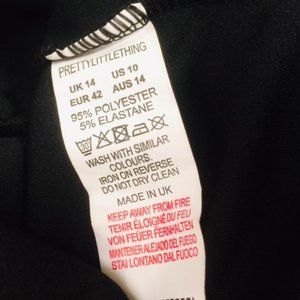 PRETTYLITTLETHING
UK 14 US 10
EUR 42 AUS 14
95% POLYESTER
5% ELASTANE
WASH WITH SIMILAR
COLOURS.
IRON ON REVERSE
DO NOT DRY CLEAN
MADE IN UK
KEEP AWAY FROM FIRE
TENIR ÉLOIGNÉ DU FEU
VON FEUER FERNHALTEN
MANTENER ALEJADO DEL FUEGO
STAI LONTANO DAL FUOCO